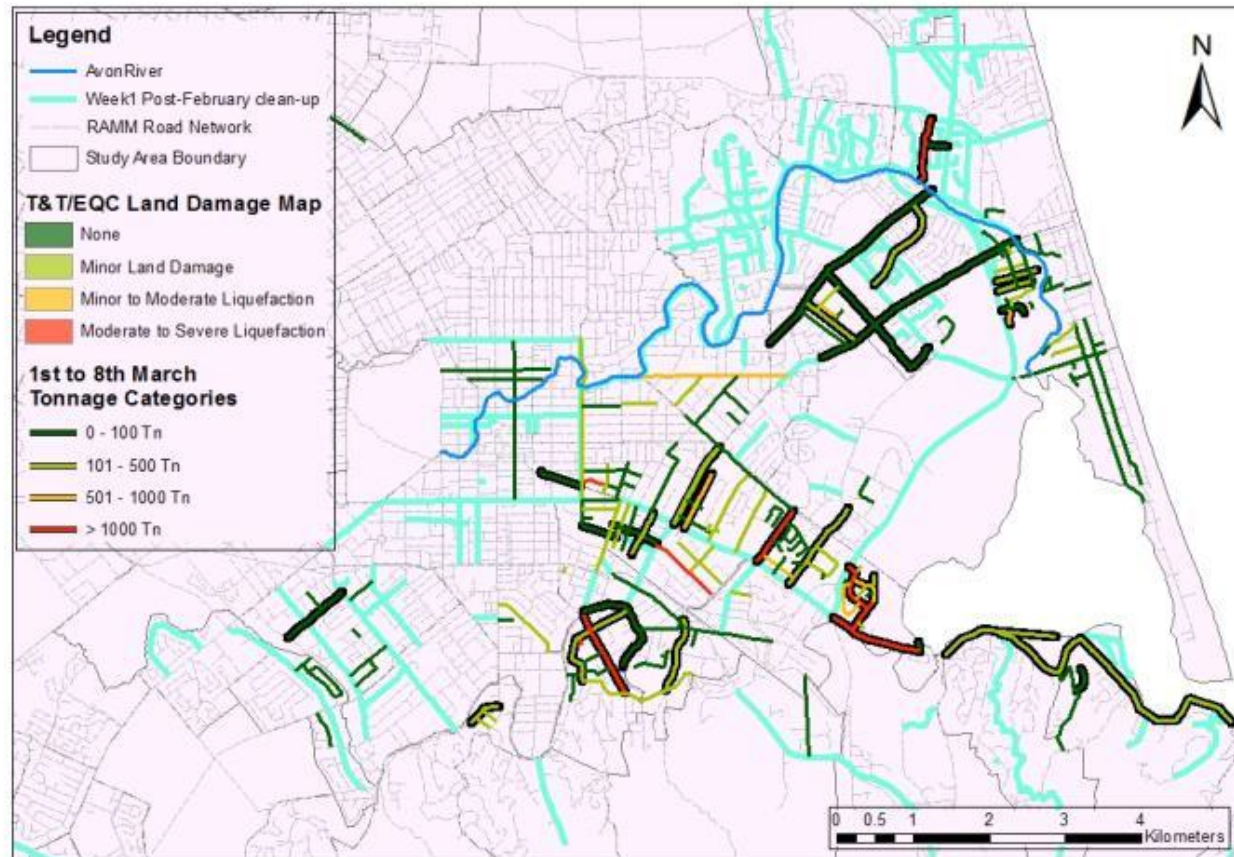 Legend
AvonRiver
Week1 Post-February clean-up
RAMM Road Network
Study Area Boundary
T&T/EQC Land Damage Map
None
Minor Land Damage
Minor to Moderate Liquefaction
Moderate to Severe Liquefaction
1st to 8th March
Tonnage Categories
0 - 100 Tn
101 - 500 Tn
501 - 1000 Tn
> 1000 Tn
N
0 0.5 1 2 3 4
Kilometers